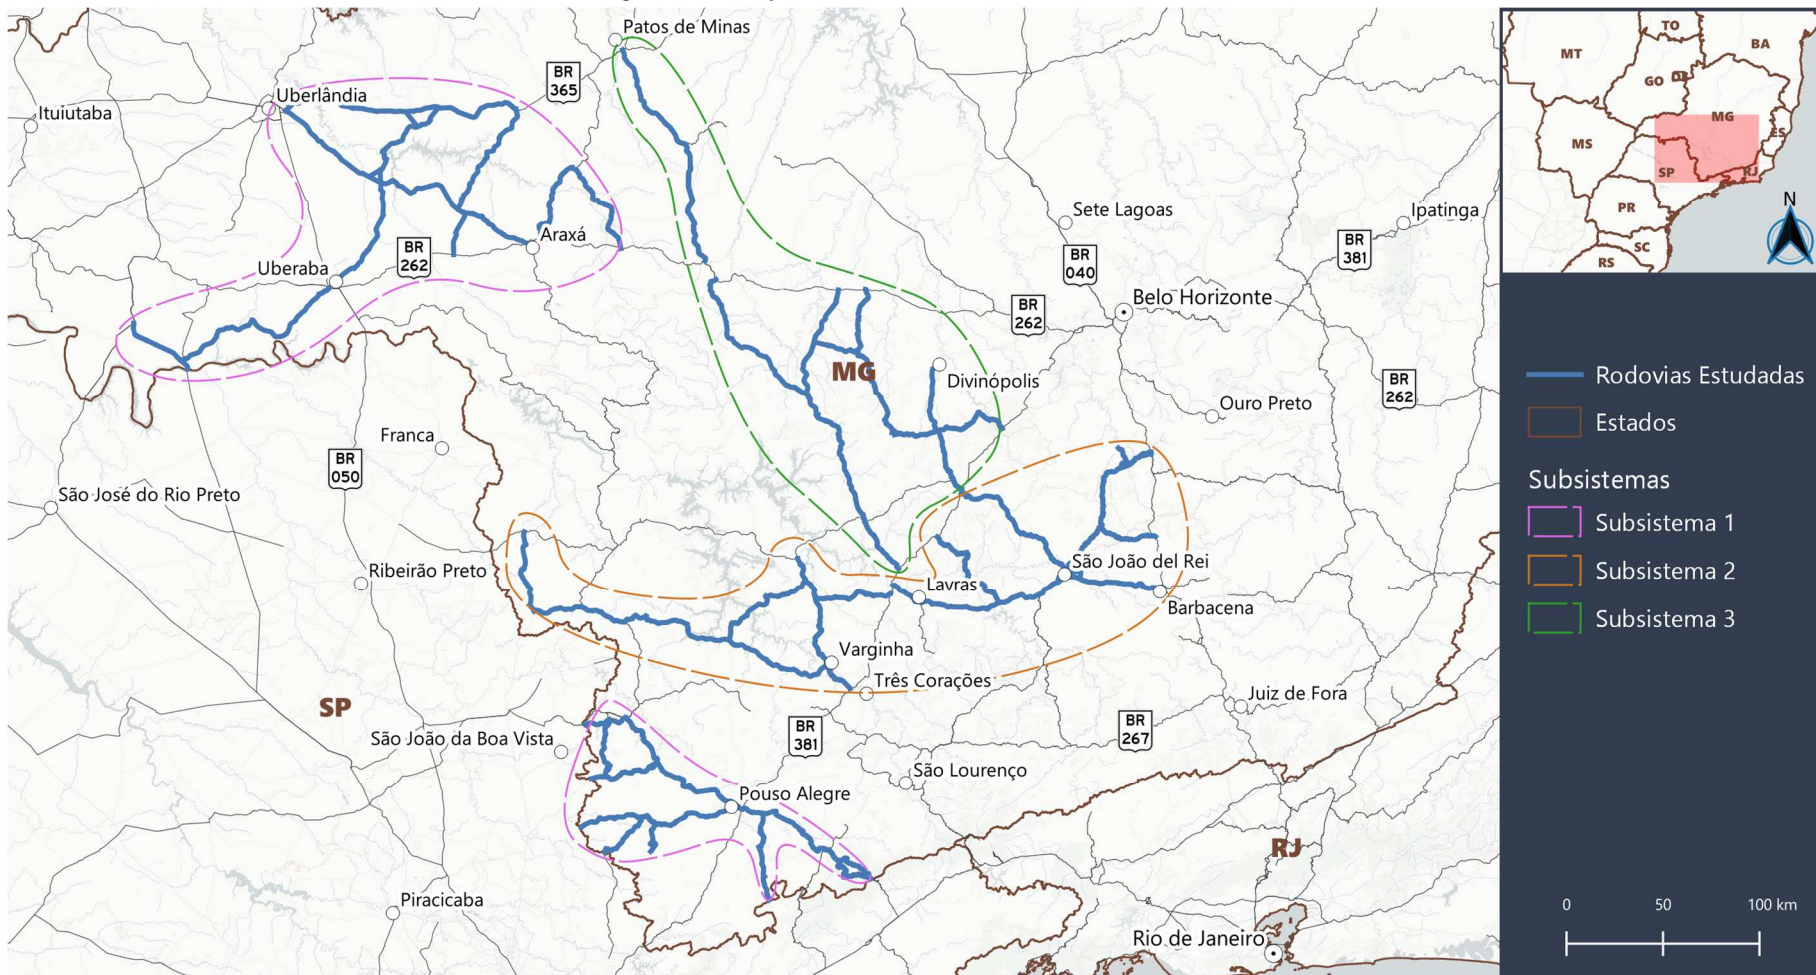 Patos de Minas
BR
365
Uberlândia
Ituiutaba
Sete Lagoas
Ipatinga
Araxá
BR
262
BR
040
BR
381
Uberaba
Belo Horizonte
BR
262
MG
Divinópolis
BR
262
Ouro Preto
Franca
BR
050
São José do Rio Preto
Ribeirão Preto
São João del Rei
Lavras
Barbacena
Varginha
Três Corações
Juiz de Fora
SP
São João da Boa Vista
BR
381
BR
267
São Lourenço
Pouso Alegre
RJ
Piracicaba
Rio de Janeiro
TO
BA
MT
GO
DF
MG
ES
MS
SP
RJ
PR
SC
RS
N
Rodovias Estudadas
Estados
Subsistemas
Subsistema 1
Subsistema 2
Subsistema 3
0 50 100 km